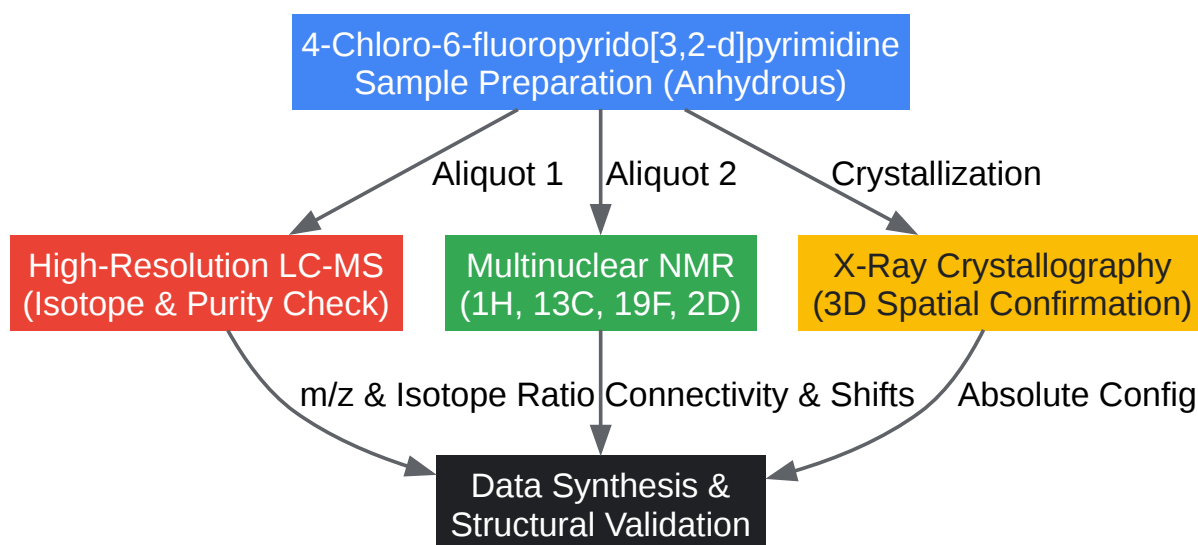 4-Chloro-6-fluoropyrido[3,2-d]pyrimidine
Sample Preparation (Anhydrous)
Aliquot 1
Aliquot 2
Crystallization
High-Resolution LC-MS
(Isotope & Purity Check)
Multinuclear NMR
(1H, 13C, 19F, 2D)
X-Ray Crystallography
(3D Spatial Confirmation)
m/z & Isotope Ratio
Connectivity & Shifts
Absolute Config
Data Synthesis &
Structural Validation